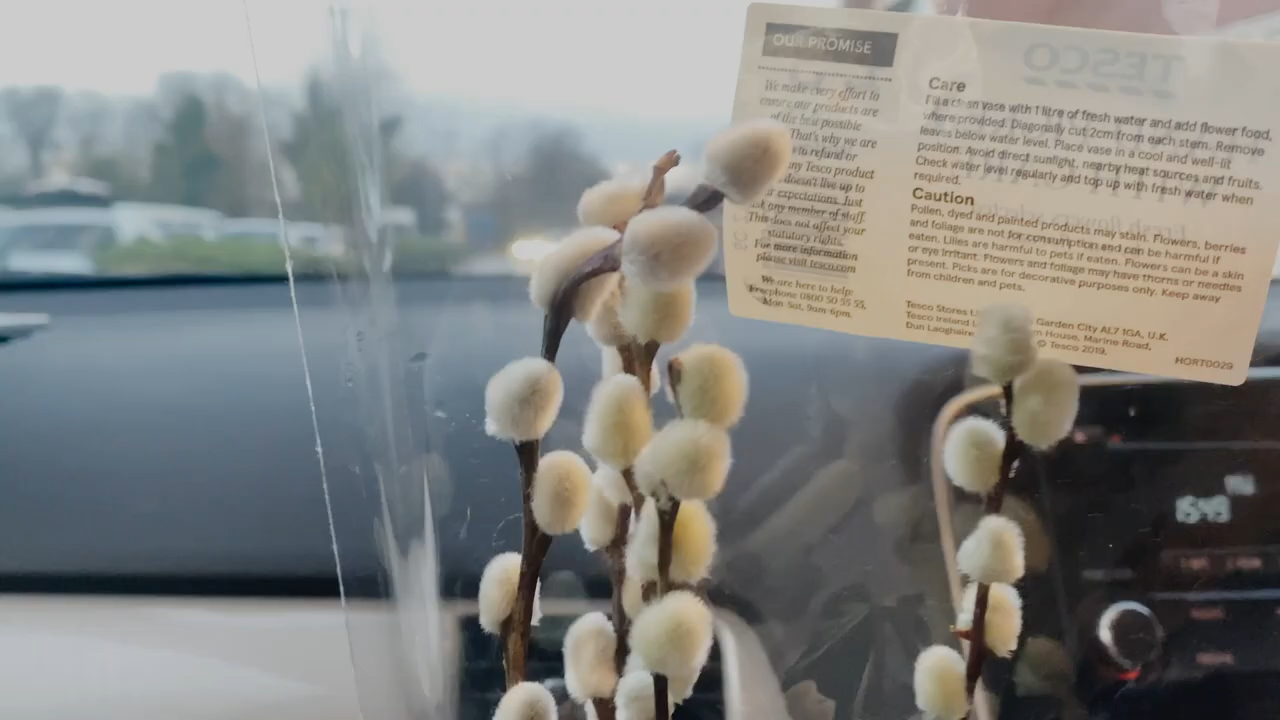 OUR PROMISE
We make every effort to
ensure our products are
of the best possible
That's why we are
to refund or
any Tesco product
doesn't live up to
expectations. Just
ask any member of staff.
This does not affect your
statutory rights.
For more information
please visit tesco.com
We are here to help:
Freephone 0800 50 55 55,
Mon-Sat, 9am-6pm.
TESCO
Care
Fill a clean vase with 1 litre of fresh water and add flower food,
where provided. Diagonally cut 2cm from each stem. Remove
leaves below water level. Place vase in a cool and well-lit
position. Avoid direct sunlight, nearby heat sources and fruits.
Check water level regularly and top up with fresh water when
required.
Caution
Pollen, dyed and painted products may stain. Flowers, berries
and foliage are not for consumption and can be harmful if
eaten. Lilies are harmful to pets if eaten. Flowers can be a skin
or eye irritant. Flowers and foliage may have thorns or needles
present. Picks are for decorative purposes only. Keep away
from children and pets.
Tesco Stores Garden City AL7 1GA, U.K.
Tesco Ireland House, Marine Road,
Dun Laoghaire
© Tesco 2019.
HORT0029
15:49